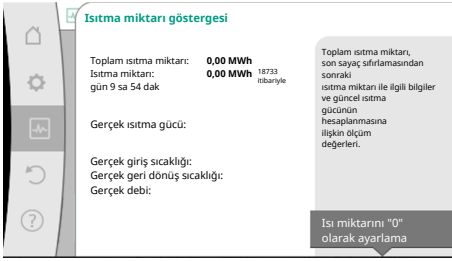 Isıtma miktarı göstergesi
Toplam ısıtma miktarı: 0,00 MWh
Isıtma miktarı: 0,00 MWh 18733
itibariyle
gün 9 sa 54 dak
Gerçek ısıtma gücü:
Gerçek giriş sıcaklığı:
Gerçek geri dönüş sıcaklığı:
Gerçek debi:
Toplam ısıtma miktarı,
son sayaç sıfırlamasından
sonraki
ısıtma miktarı ile ilgili bilgiler
ve güncel ısıtma
gücünün
hesaplanmasına
ilişkin ölçüm
değerleri.
Isı miktarını "0"
olarak ayarlama